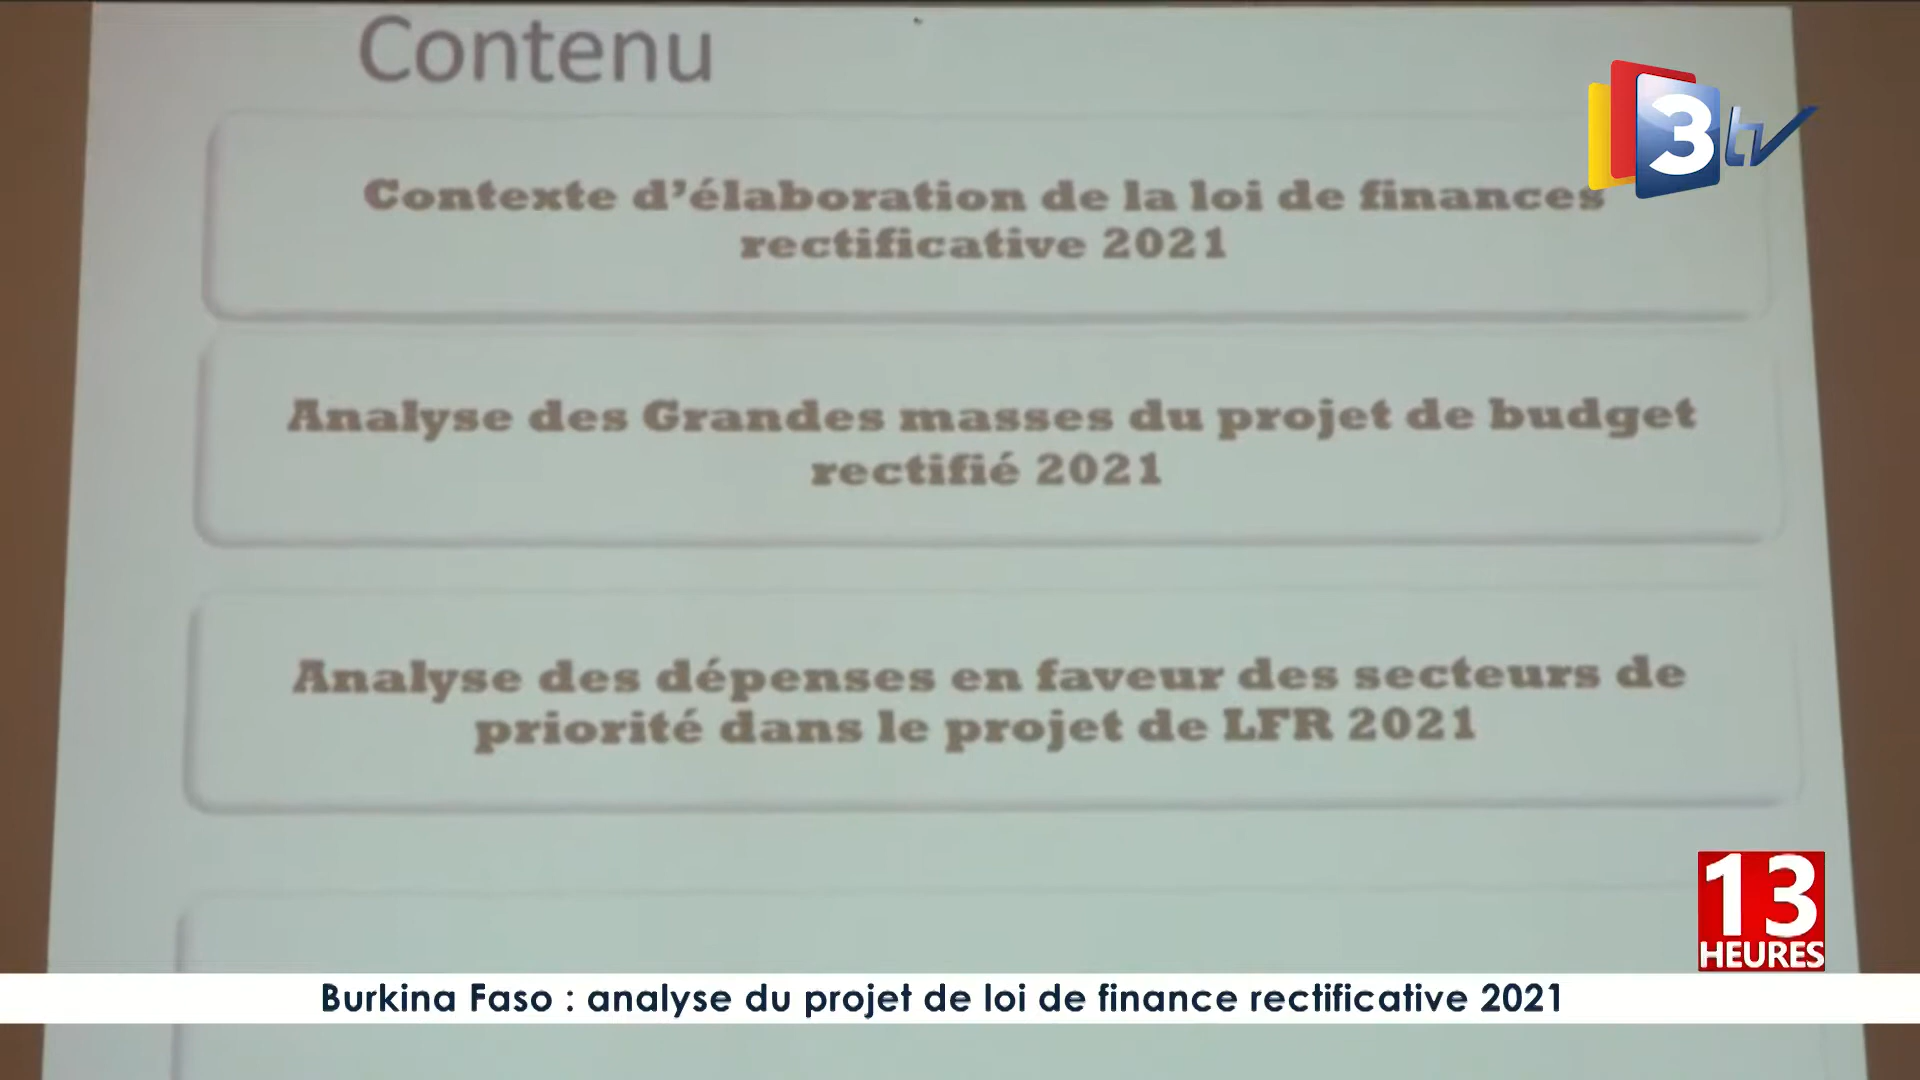 Contenu
3tv
Contexte d'élaboration de la loi de finances
rectificative 2021
Analyse des Grandes masses du projet de budget
rectifié 2021
Analyse des dépenses en faveur des secteurs de
priorité dans le projet de LFR 2021
13
HEURES
Burkina Faso : analyse du projet de loi de finance rectificative 2021